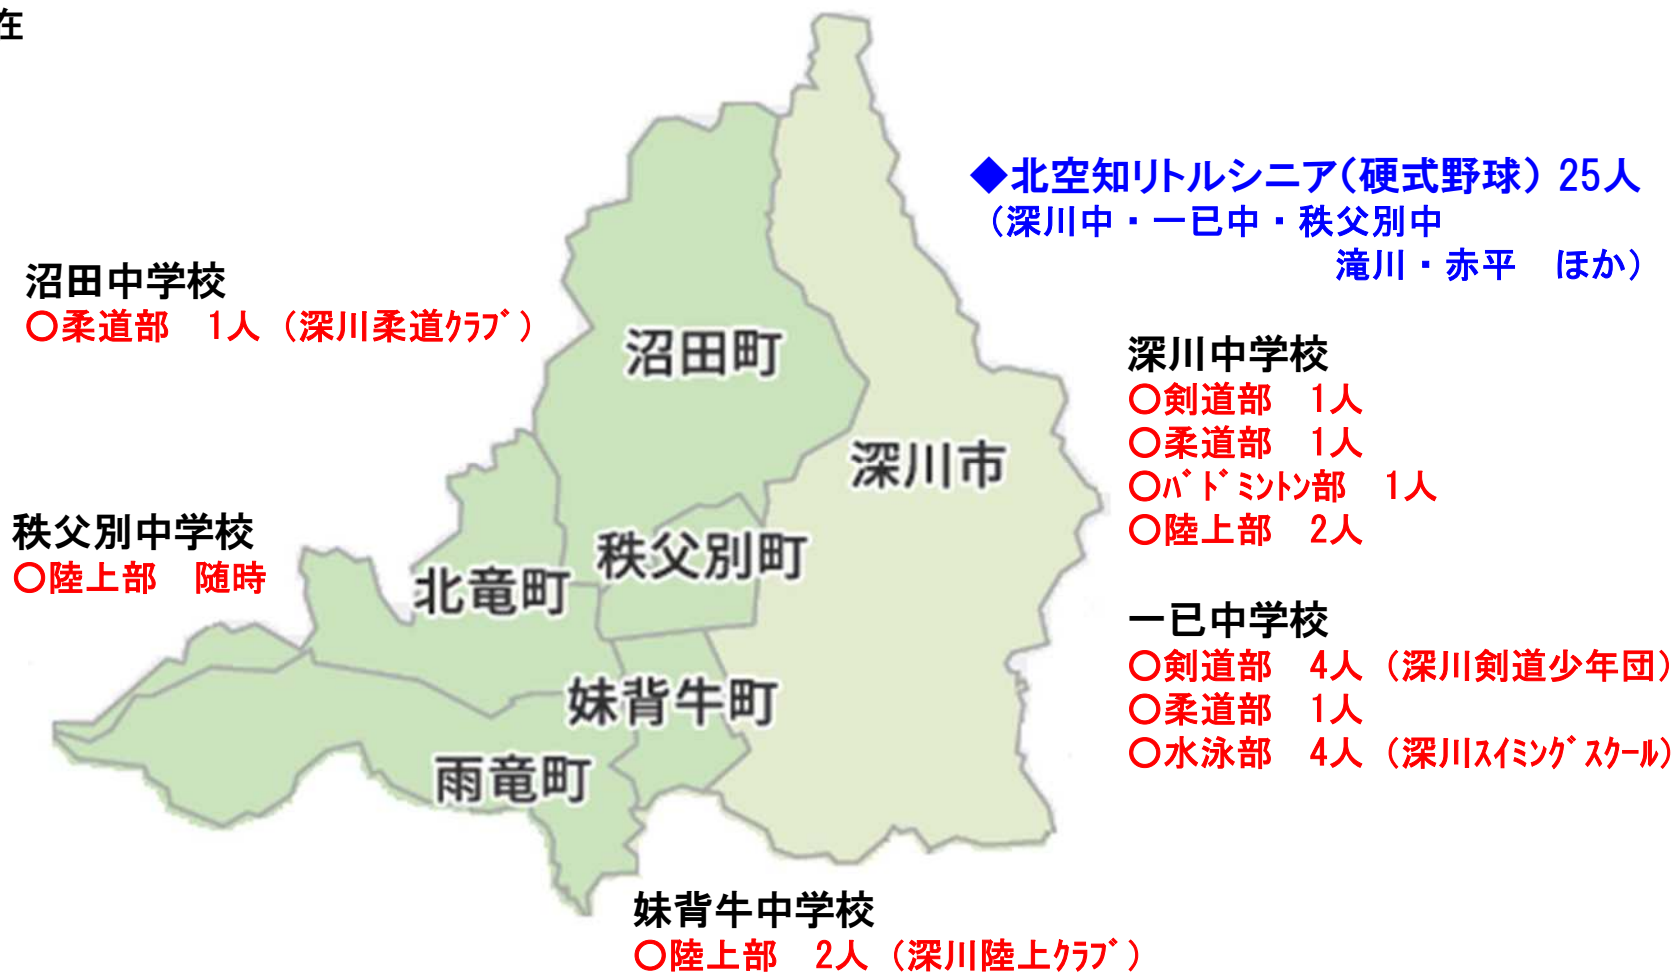 在
◆北空知リトルシニア(硬式野球) 25人
(深川中・一已中・秩父別中
滝川・赤平　ほか)
沼田中学校
○柔道部　1人 (深川柔道ｸﾗﾌﾞ)
深川中学校
○剣道部　1人
○柔道部　1人
○ﾊﾞﾄﾞﾐﾝﾄﾝ部　1人
○陸上部　2人
秩父別中学校
○陸上部　随時
一已中学校
○剣道部　4人 (深川剣道少年団)
○柔道部　1人
○水泳部　4人 (深川ｽｲﾐﾝｸﾞｽｸｰﾙ)
沼田町
深川市
秩父別町
北竜町
妹背牛町
雨竜町
妹背牛中学校
○陸上部　2人 (深川陸上ｸﾗﾌﾞ)